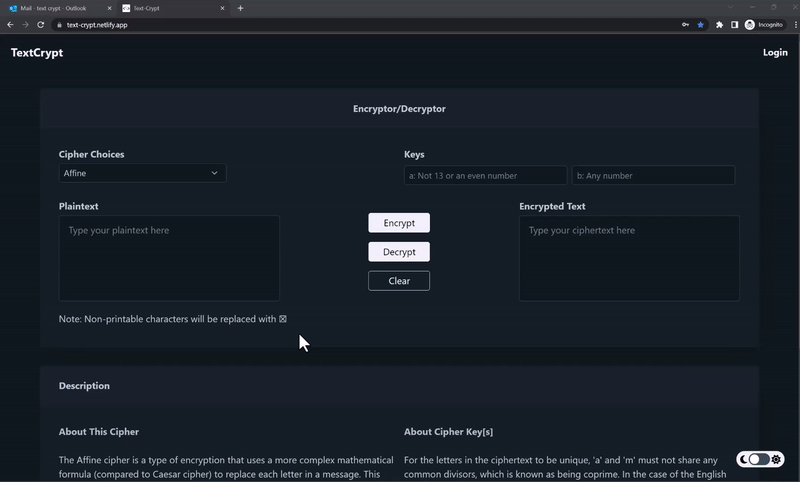 Mail - text crypt - Outlook
Text-Crypt
text-crypt.netlify.app
Incognito
TextCrypt
Login
Encryptor/Decryptor
Cipher Choices
Keys
Affine
a: Not 13 or an even number
b: Any number
Plaintext
Encrypted Text
Type your plaintext here
Type your ciphertext here
Encrypt
Decrypt
Clear
Note: Non-printable characters will be replaced with ☒
Description
About This Cipher
About Cipher Key[s]
The Affine cipher is a type of encryption that uses a more complex mathematical
formula (compared to Caesar cipher) to replace each letter in a message. This
For the letters in the ciphertext to be unique, 'a' and 'm' must not share any
common divisors, which is known as being coprime. In the case of the English